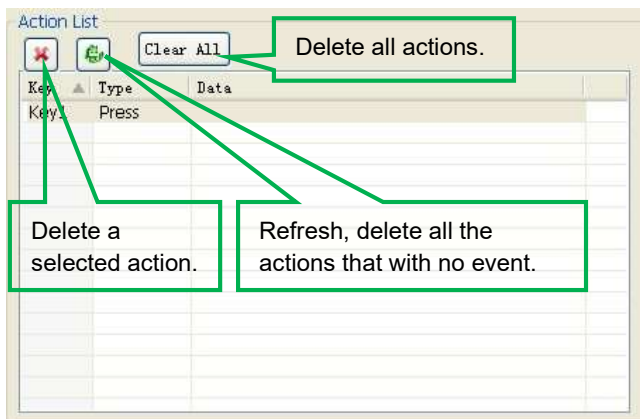 Action List
Clear All
Delete all actions.
Key Type Data
Key1 Press
Delete a
selected action.
Refresh, delete all the
actions that with no event.